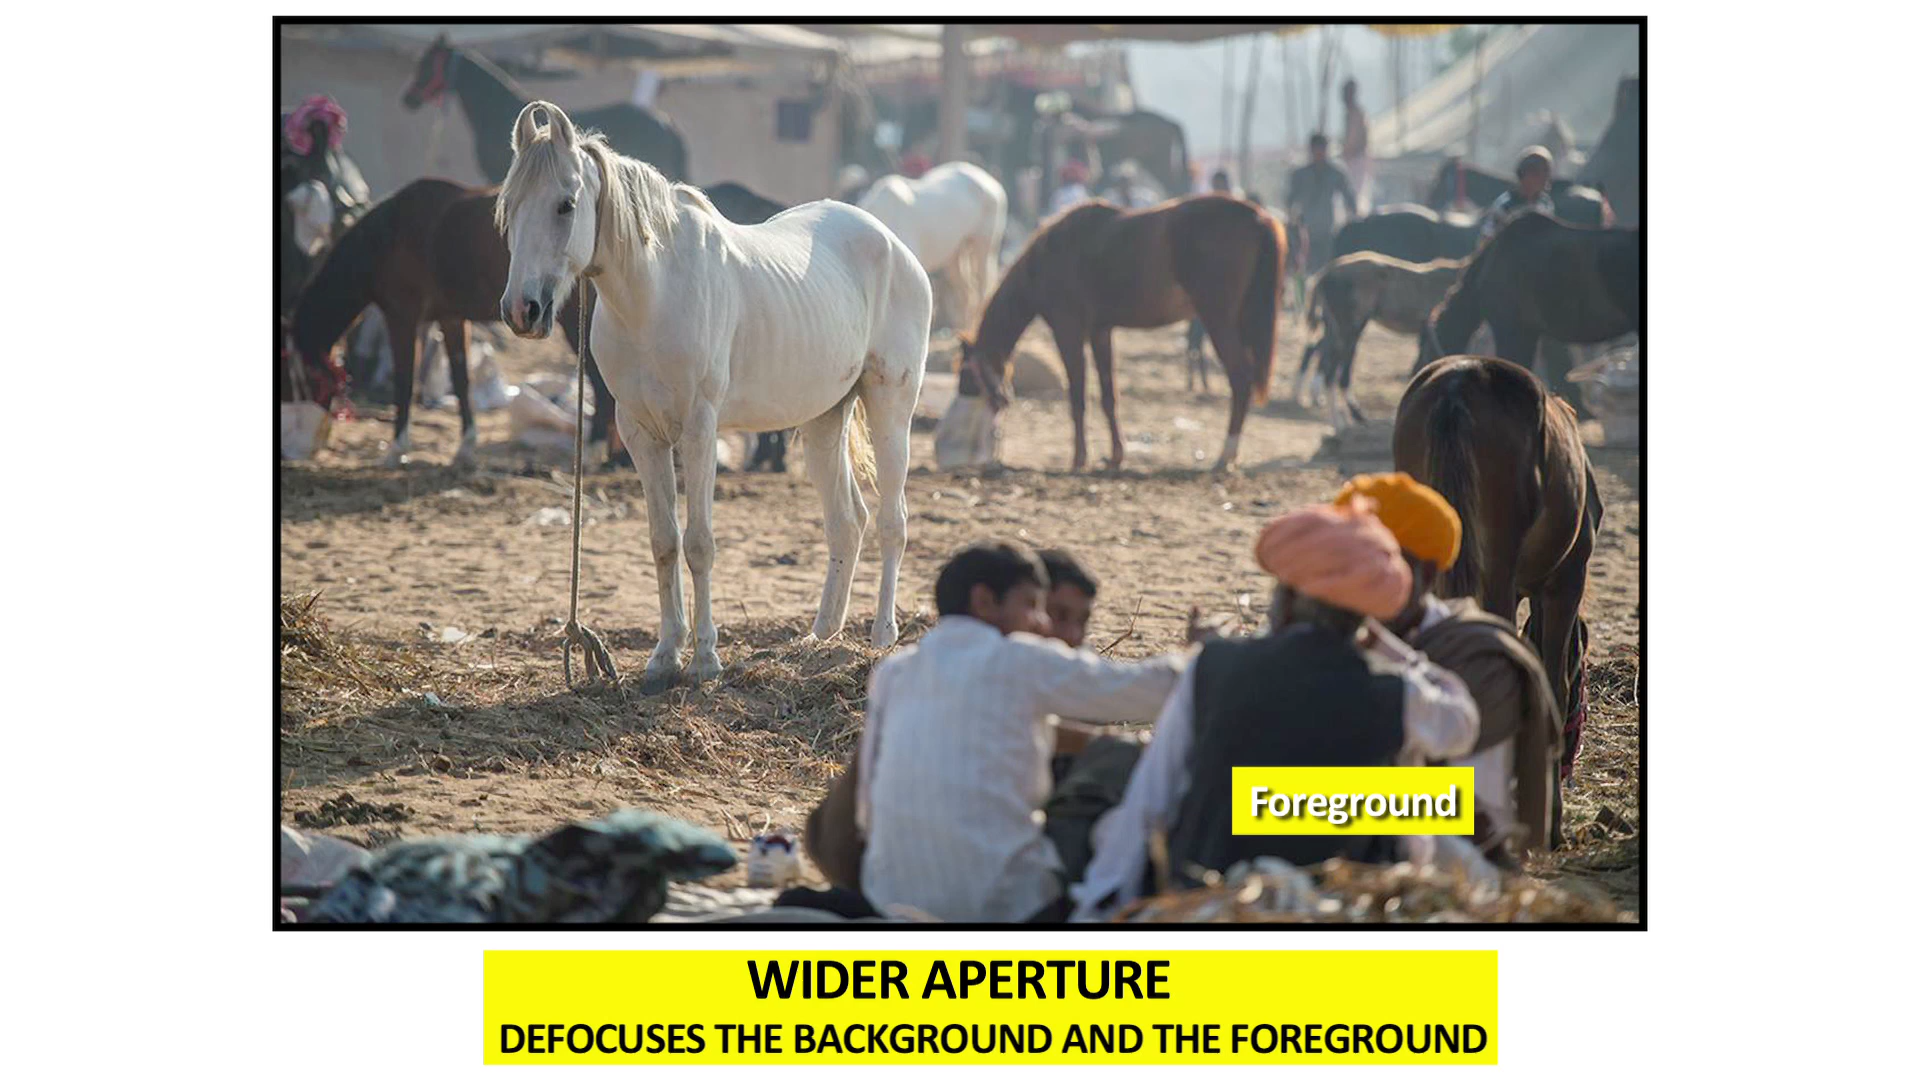 Foreground
WIDER APERTURE
DEFOCUSES THE BACKGROUND AND THE FOREGROUND